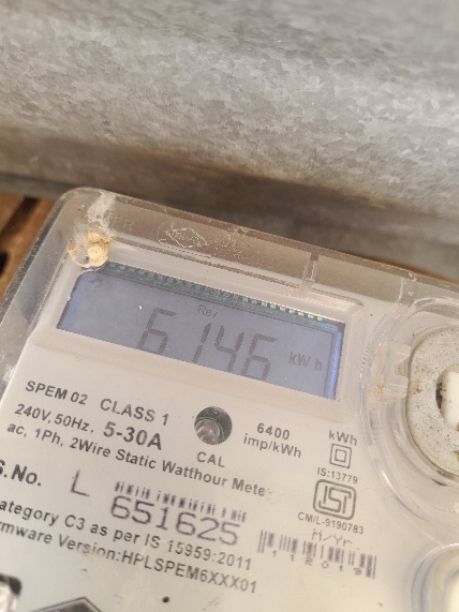 Rev
6146 kWh
SPEM 02 CLASS 1
240V, 50Hz, 5-30A
ac, 1Ph, 2Wire Static Watthour Mete
CAL
6400
imp/kWh
kWh
IS:13779
CM/L-9190783
S.No. L 651625
M/Yr.
112019
ategory C3 as per IS 15959:2011
rmware Version:HPLSPEM6XXX01